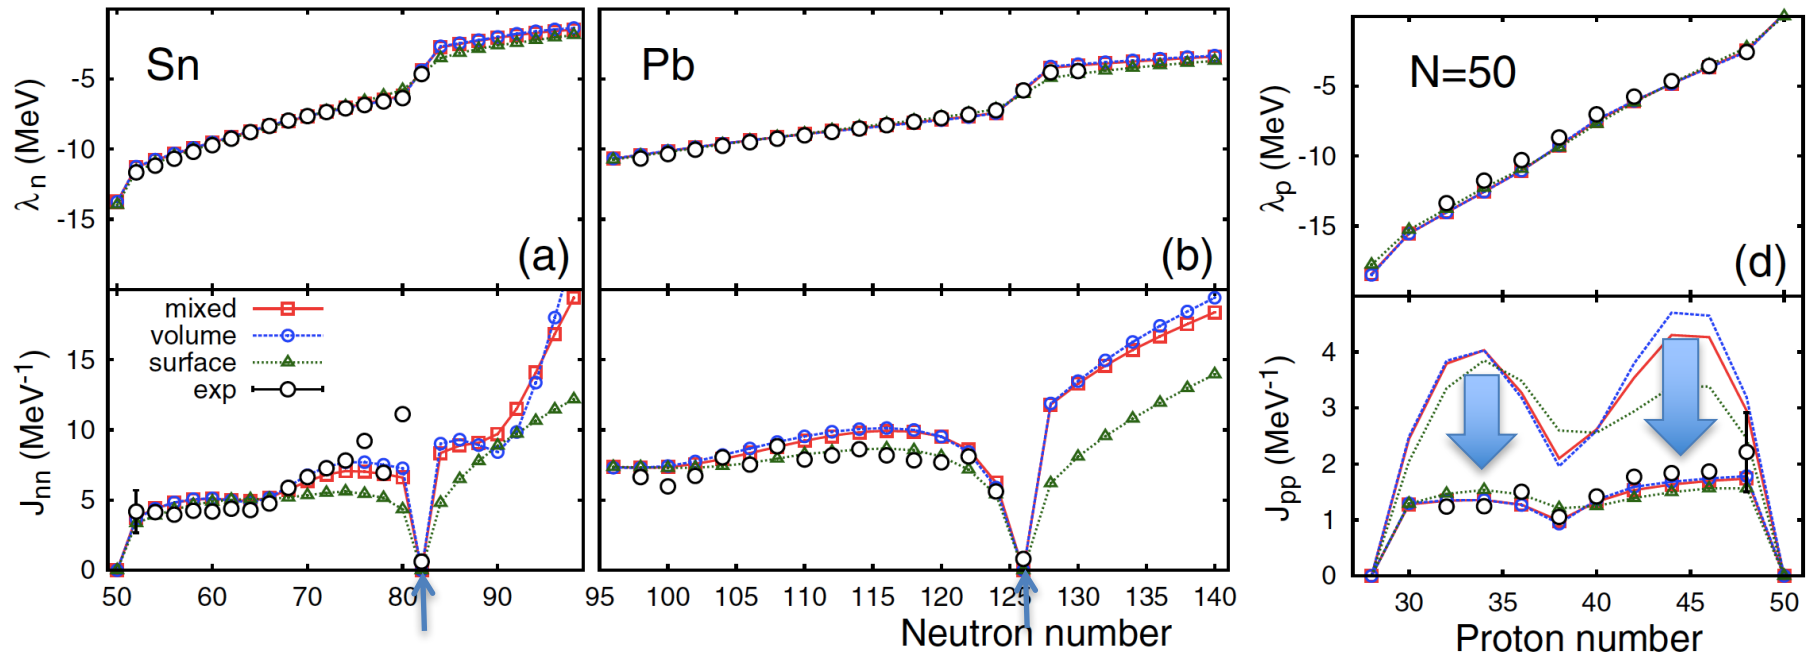 Sn
Pb
N=50
λn (MeV)
-5
-10
-15
(a)
(b)
λp (MeV)
-5
-10
-15
(d)
mixed
volume
surface
exp
Jnn (MeV-1)
15
10
5
0
50 60 70 80 90
95 100 105 110 115 120 125 130 135 140
Neutron number
Jpp (MeV-1)
4
3
2
1
0
30 35 40 45 50
Proton number